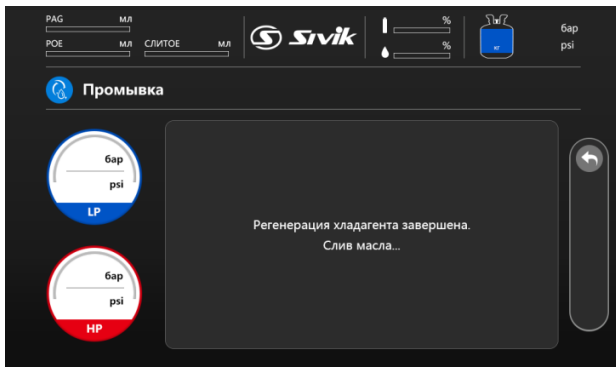 PAG мл
POE мл СЛИТОЕ мл
Sivik
%
%
кг
бар
psi
Промывка
бар
psi
LP
Регенерация хладагента завершена.
Слив масла...
бар
psi
HP